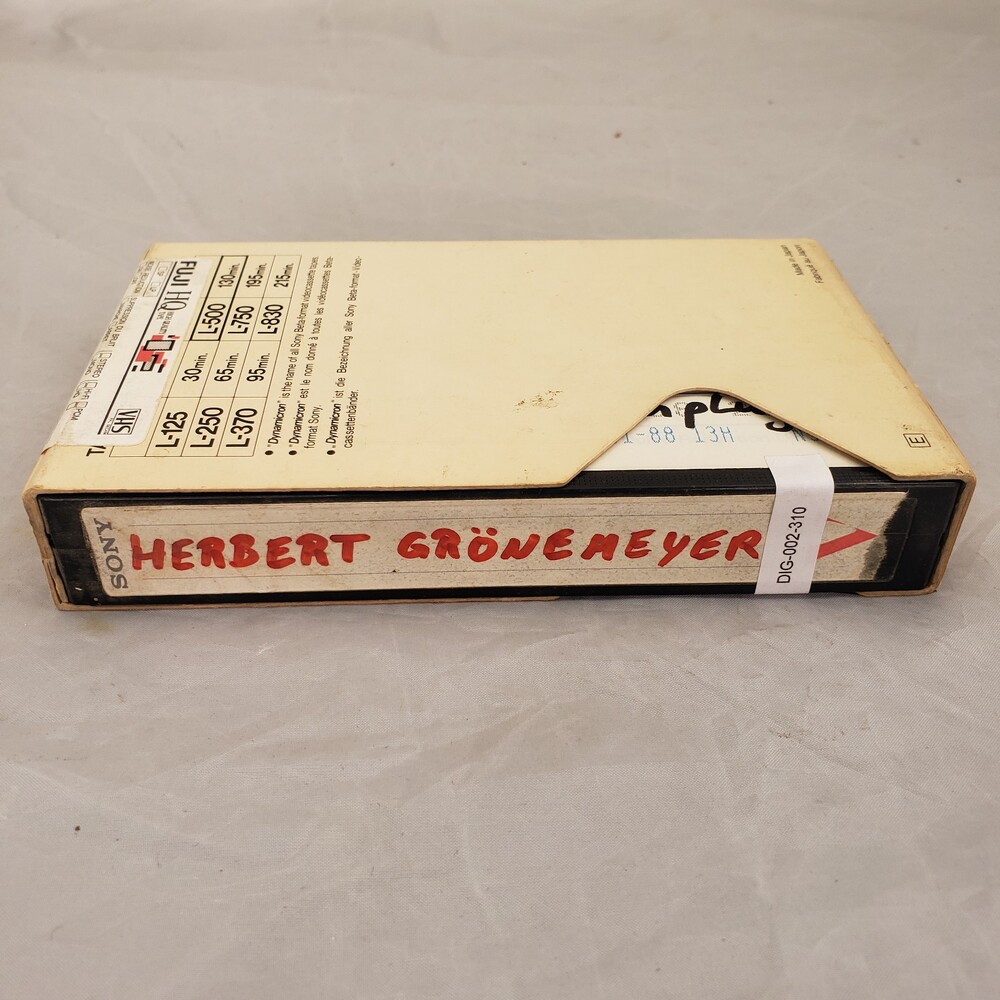 FUJI HQ
VHS
L-125 30min. L-500 130min.
L-250 65min. L-750 195min.
L-370 95min. L-830 215min.
• "Dynamicron" is the name of all Sony Beta-format videocassette tapes.
• "Dynamicron" est le nom donné à toutes les vidéocassettes Beta-
format Sony.
• "Dynamicron" ist die Bezeichnung aller Sony Beta-format-Video-
cassettenbänder.
Made in Japan
Fabriqué au Japon
-88 13H
E
SONY
HERBERT GRÖNEMEYER
DIG-002-310